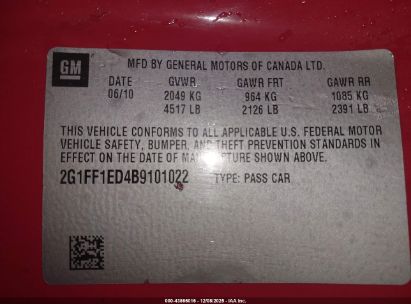 GM
MFD BY GENERAL MOTORS OF CANADA LTD.
DATE GVWR GAWR FRT GAWR RR
06/10 2049 KG 964 KG 1085 KG
4517 LB 2126 LB 2391 LB
THIS VEHICLE CONFORMS TO ALL APPLICABLE U.S. FEDERAL MOTOR
VEHICLE SAFETY, BUMPER, AND THEFT PREVENTION STANDARDS IN
EFFECT ON THE DATE OF MANUFACTURE SHOWN ABOVE.
2G1FF1ED4B9101022 TYPE: PASS CAR